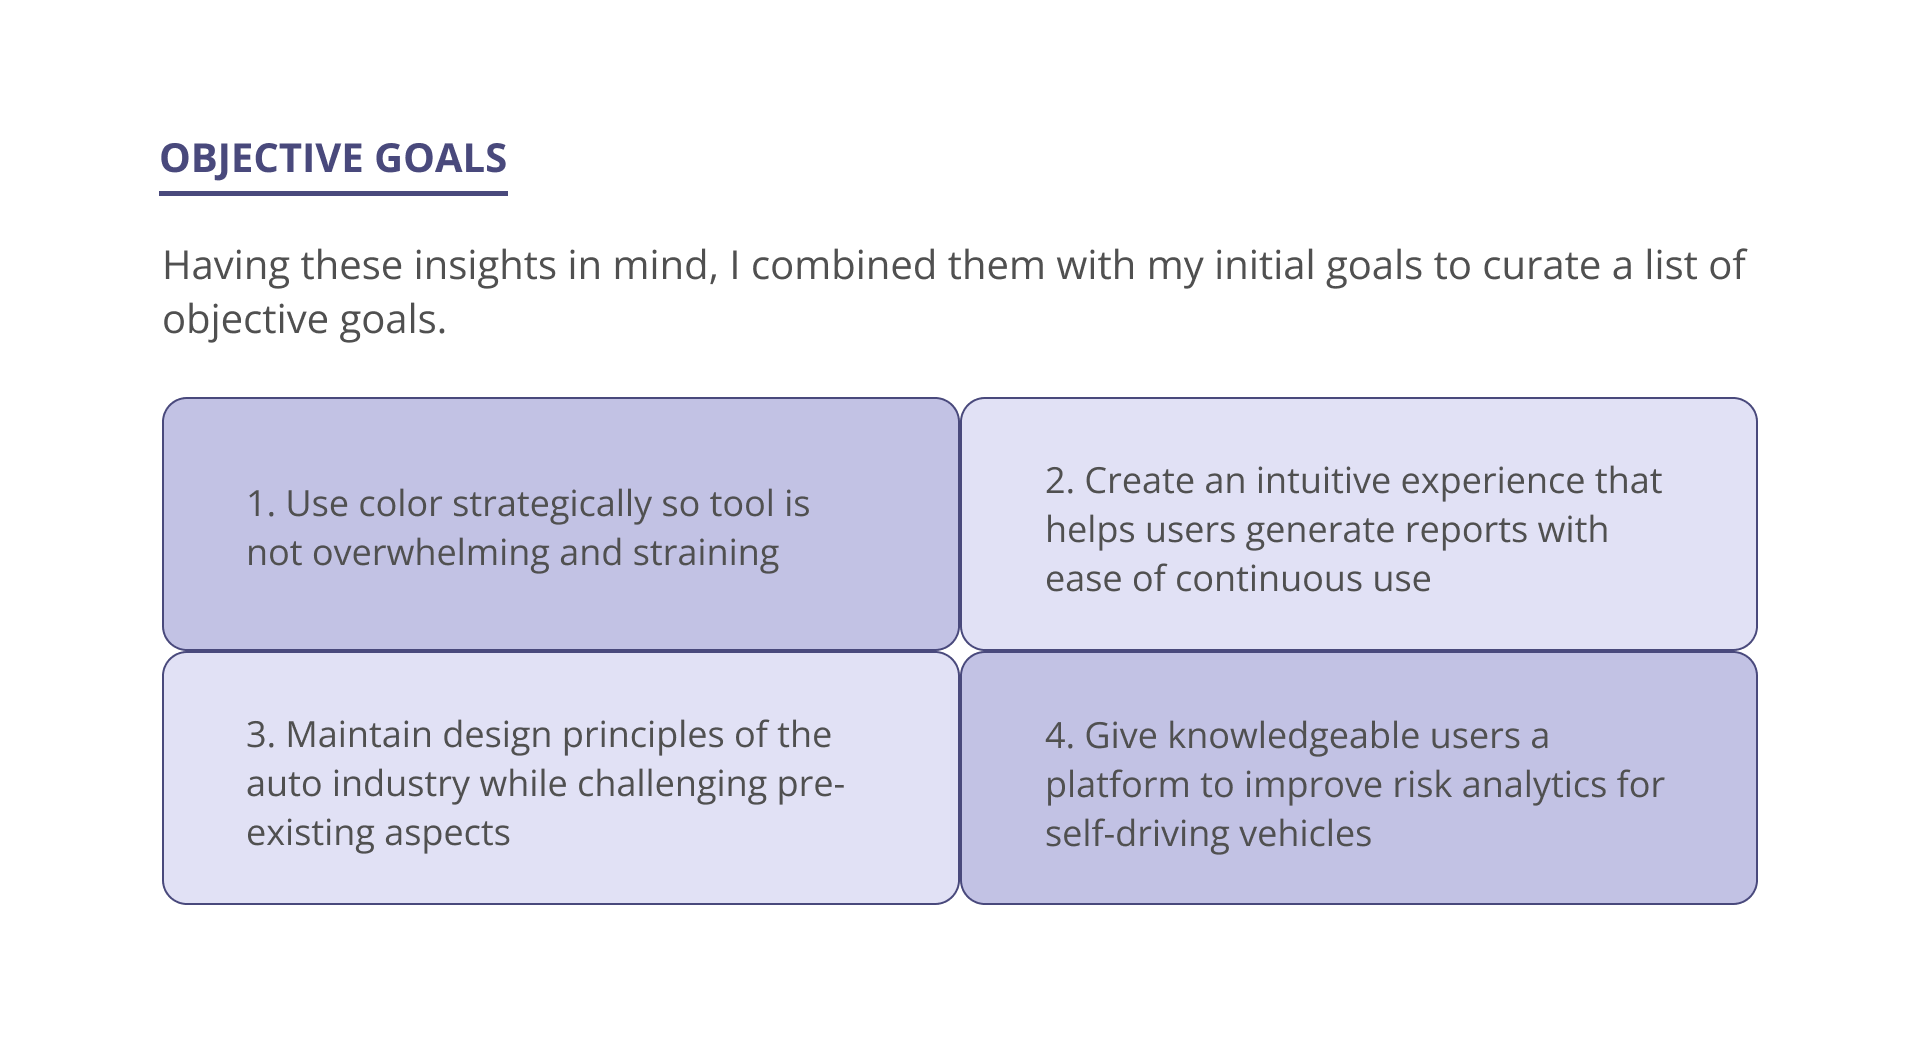 OBJECTIVE GOALS
Having these insights in mind, I combined them with my initial goals to curate a list of
objective goals.
1. Use color strategically so tool is
not overwhelming and straining
2. Create an intuitive experience that
helps users generate reports with
ease of continuous use
3. Maintain design principles of the
auto industry while challenging pre-
existing aspects
4. Give knowledgeable users a
platform to improve risk analytics for
self-driving vehicles